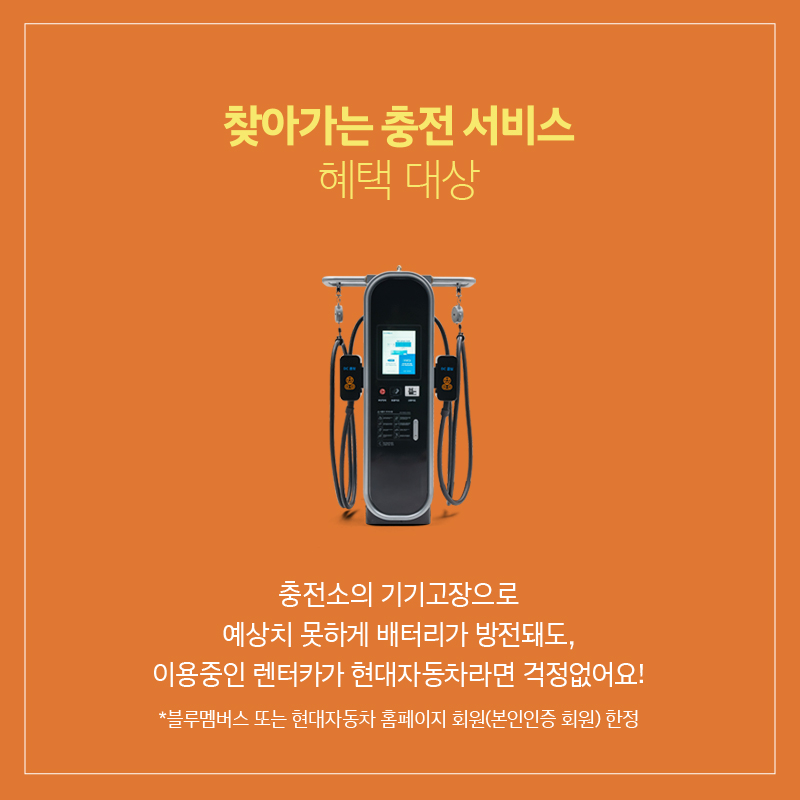 찾아가는 충전 서비스
혜택 대상
충전소의 기기고장으로
예상치 못하게 배터리가 방전돼도,
이용중인 렌터카가 현대자동차라면 걱정없어요!
*블루멤버스 또는 현대자동차 홈페이지 회원(본인인증 회원) 한정